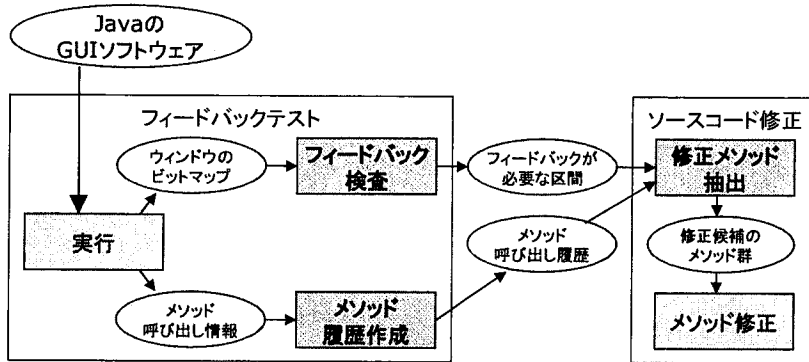 Javaの
GUIソフトウェア
フィードバックテスト
ソースコード修正
ウィンドウの
ビットマップ
フィードバック
検査
フィードバックが
必要な区間
修正メソッド
抽出
実行
メソッド
呼び出し履歴
修正候補の
メソッド群
メソッド
呼び出し情報
メソッド
履歴作成
メソッド修正